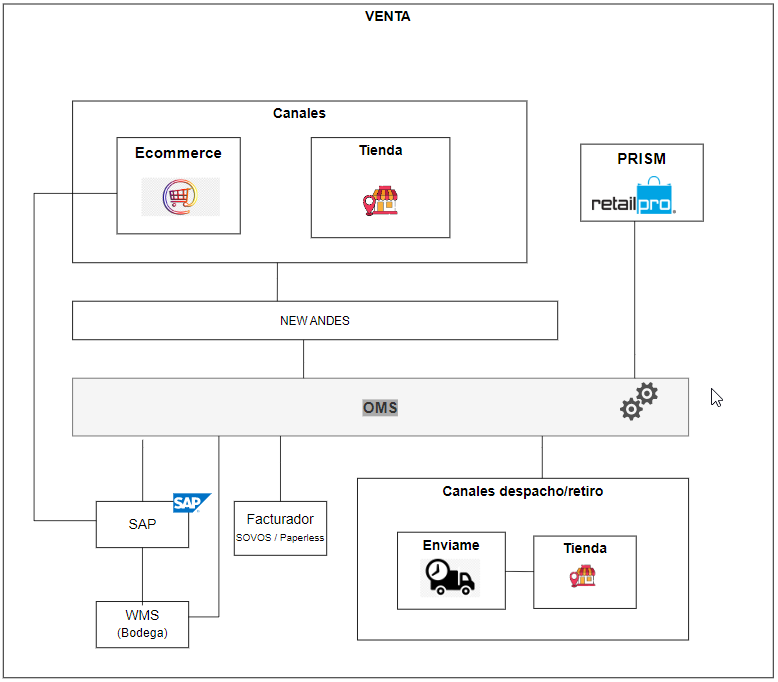 VENTA
Canales
Ecommerce
Tienda
PRISM
retailpro.
NEW ANDES
OMS
SAP
SAP
Facturador
SOVOS / Paperless
WMS
(Bodega)
Canales despacho/retiro
Enviame
Tienda